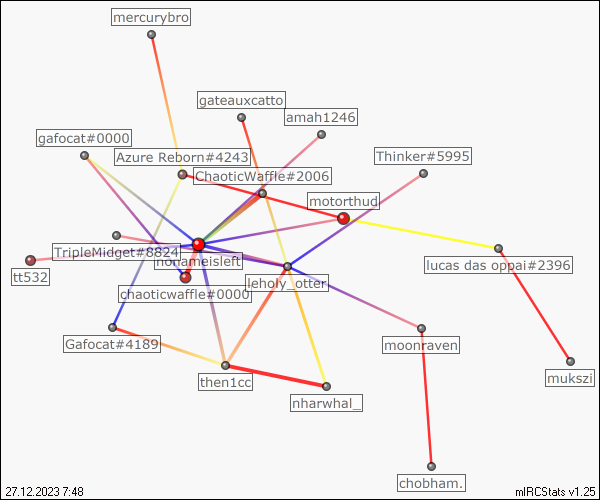 mercurybro
gateauxcatto
amah1246
gafocat#0000
Azure Reborn#4243
Thinker#5995
ChaoticWaffle#2006
motorthud
TripleMidget#8824
nonameisleft
lucas das oppai#2396
tt532
leholy_otter
chaoticwaffle#0000
Gafocat#4189
moonraven
then1cc
mukszi
nharwhal_
chobham.
27.12.2023 7:48
mIRCStats v1.25